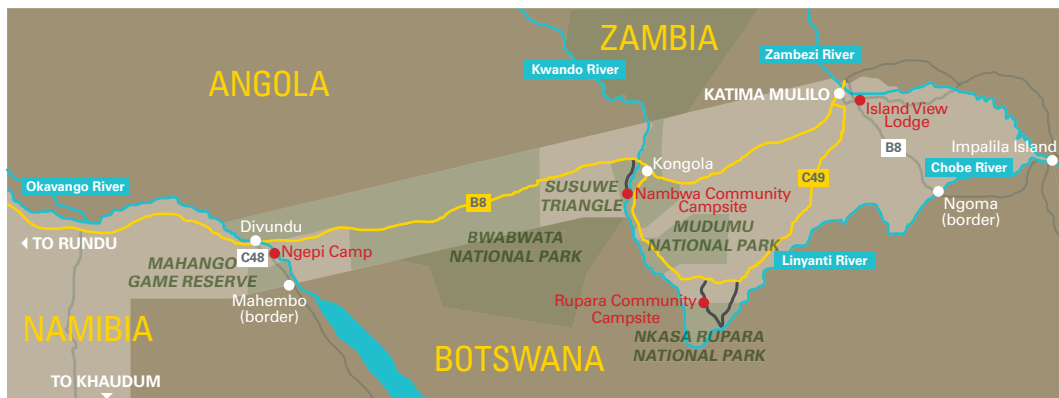 ZAMBIA
Zambezi River
Kwando River
ANGOLA
KATIMA MULILO
Island View
Lodge
B8
Impalila Island
Chobe River
Kongola
C49
Okavango River
SUSUWE
TRIANGLE
Nambwa Community
Campsite
Ngoma
(border)
B8
MUDUMU
NATIONAL PARK
Divundu
TO RUNDU
BWABWATA
NATIONAL PARK
C48
Ngepi Camp
Linyanti River
MAHANGO
GAME RESERVE
Mahembo
(border)
Rupara Community
Campsite
NAMIBIA
NKASA RUPARA
NATIONAL PARK
BOTSWANA
TO KHAUDUM